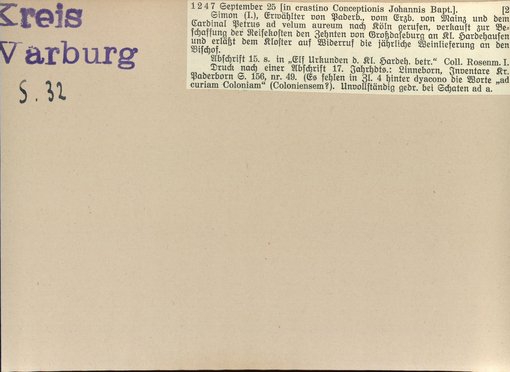 Kreis
Warburg
S. 32
1247 September 25 [in crastino Conceptionis Johannis Bapt.]. [2
Simon (I.), Erwählter von Paderb., vom Erzb. von Mainz und dem
Cardinal Petrus ad velum aureum nach Köln gerufen, verkauft zur Be-
schaffung der Reisekosten den Zehnten von Großdaseburg an Kl. Hardehausen
und erläßt dem Kloster auf Widerruf die jährliche Weinlieferung an den
Bischof.
Abschrift 15. s. in „Elf Urkunden d. Kl. Hardeh. betr.“ Coll. Rosenm. I.
Druck nach einer Abschrift 17. Jahrhdts.: Linneborn, Inventare Kr.
Paderborn S. 156, nr. 49. (Es fehlen in Zl. 4 hinter dyacono die Worte „ad
curiam Coloniam“ (Coloniensem?). Unvollständig gedr. bei Schaten ad a.